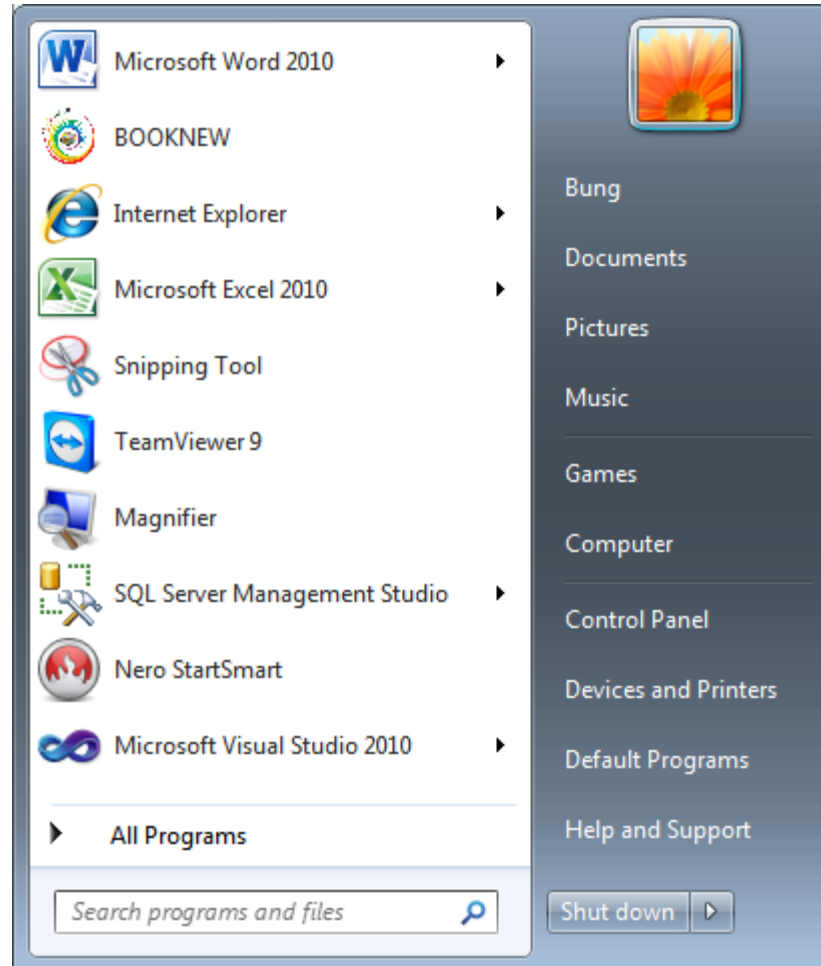 Microsoft Word 2010
BOOKNEW
Internet Explorer
Microsoft Excel 2010
Snipping Tool
TeamViewer 9
Magnifier
SQL Server Management Studio
Nero StartSmart
Microsoft Visual Studio 2010
All Programs
Search programs and files
Bung
Documents
Pictures
Music
Games
Computer
Control Panel
Devices and Printers
Default Programs
Help and Support
Shut down